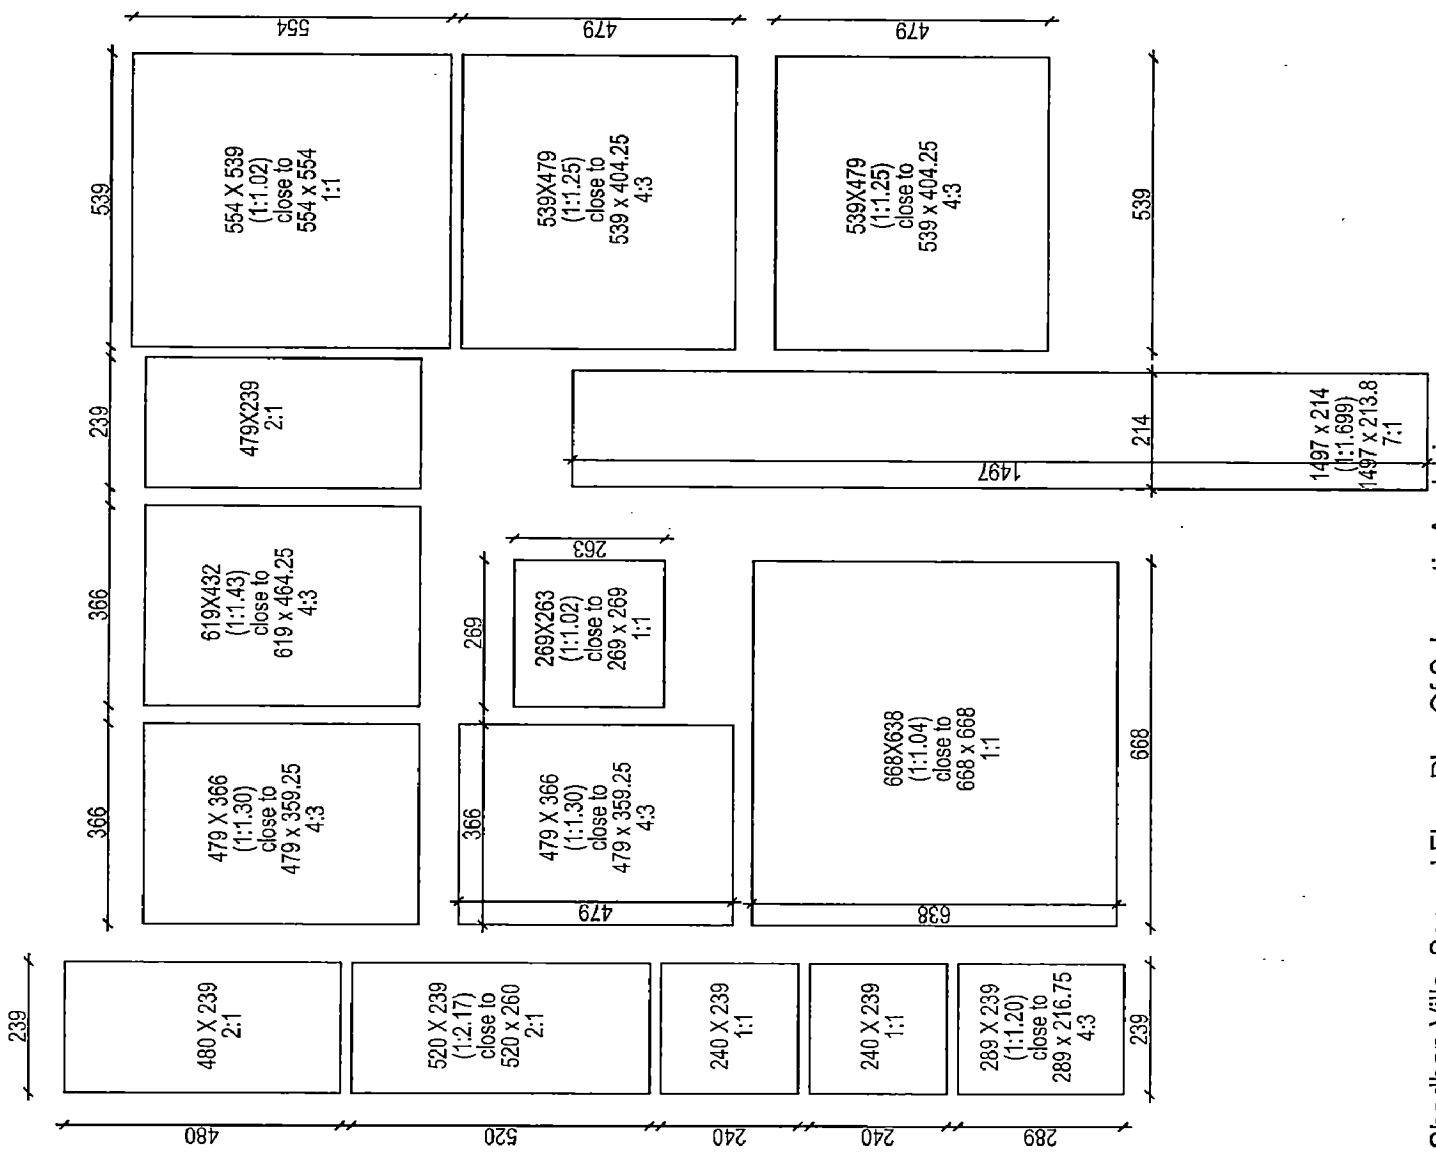 554
479
479
539
554 X 539
(1:1.02)
close to
554 x 554
1:1
539X479
(1:1.25)
close to
539 x 404.25
4:3
539X479
(1:1.25)
close to
539 x 404.25
4:3
539
239
479X239
2:1
214
1497
1497 x 214
(1:1.699)
1497 x 213.8
7:1
366
619X432
(1:1.43)
close to
619 x 464.25
4:3
263
269
269X263
(1:1.02)
close to
269 x 269
1:1
366
479 X 366
(1:1.30)
close to
479 x 359.25
4:3
366
479 X 366
(1:1.30)
close to
479 x 359.25
4:3
479
668X638
(1:1.04)
close to
668 x 668
1:1
638
668
239
480 X 239
2:1
520 X 239
(1:2.17)
close to
520 x 260
2:1
240 X 239
1:1
240 X 239
1:1
289 X 239
(1:1.20)
close to
289 x 216.75
4:3
239
480
520
240
240
289